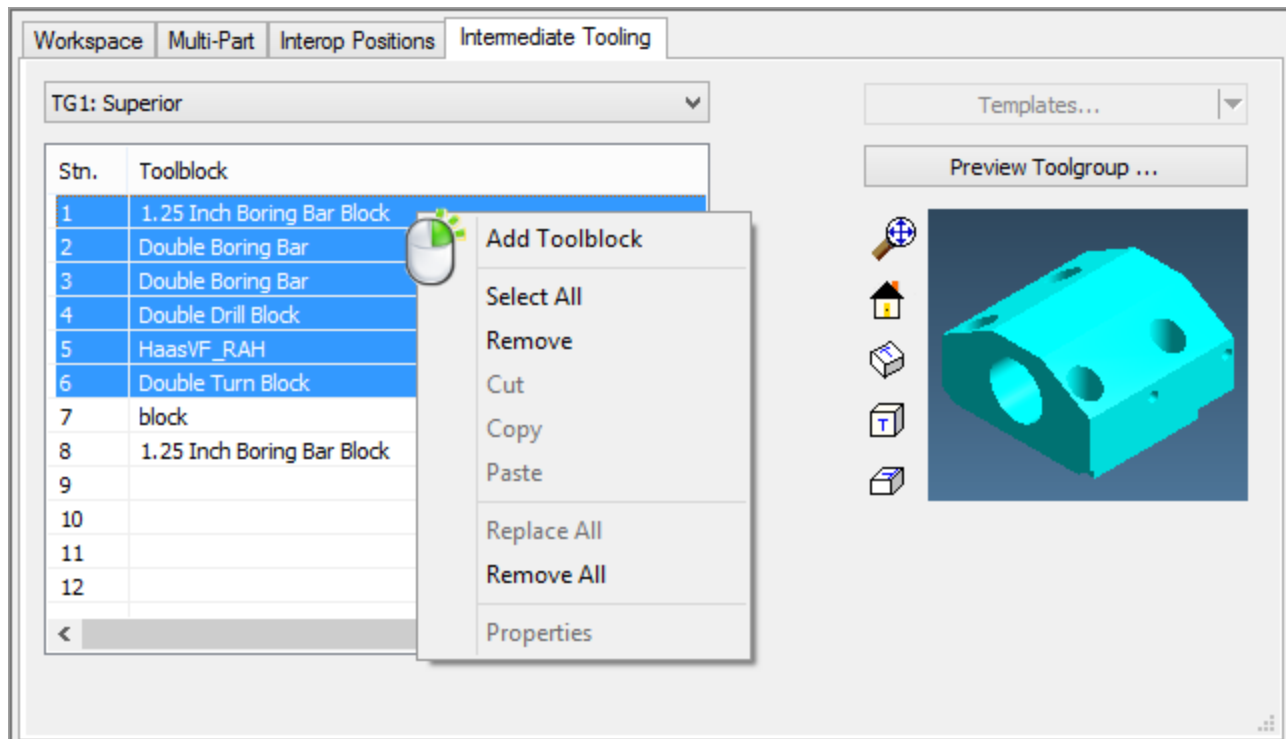 Workspace Multi-Part Interop Positions Intermediate Tooling
TG1: Superior
Templates...
Preview Toolgroup ...
Stn. Toolblock
1 1.25 Inch Boring Bar Block
2 Double Boring Bar
3 Double Boring Bar
4 Double Drill Block
5 HaasVF_RAH
6 Double Turn Block
7 block
8 1.25 Inch Boring Bar Block
9
10
11
12
Add Toolblock
Select All
Remove
Cut
Copy
Paste
Replace All
Remove All
Properties
T